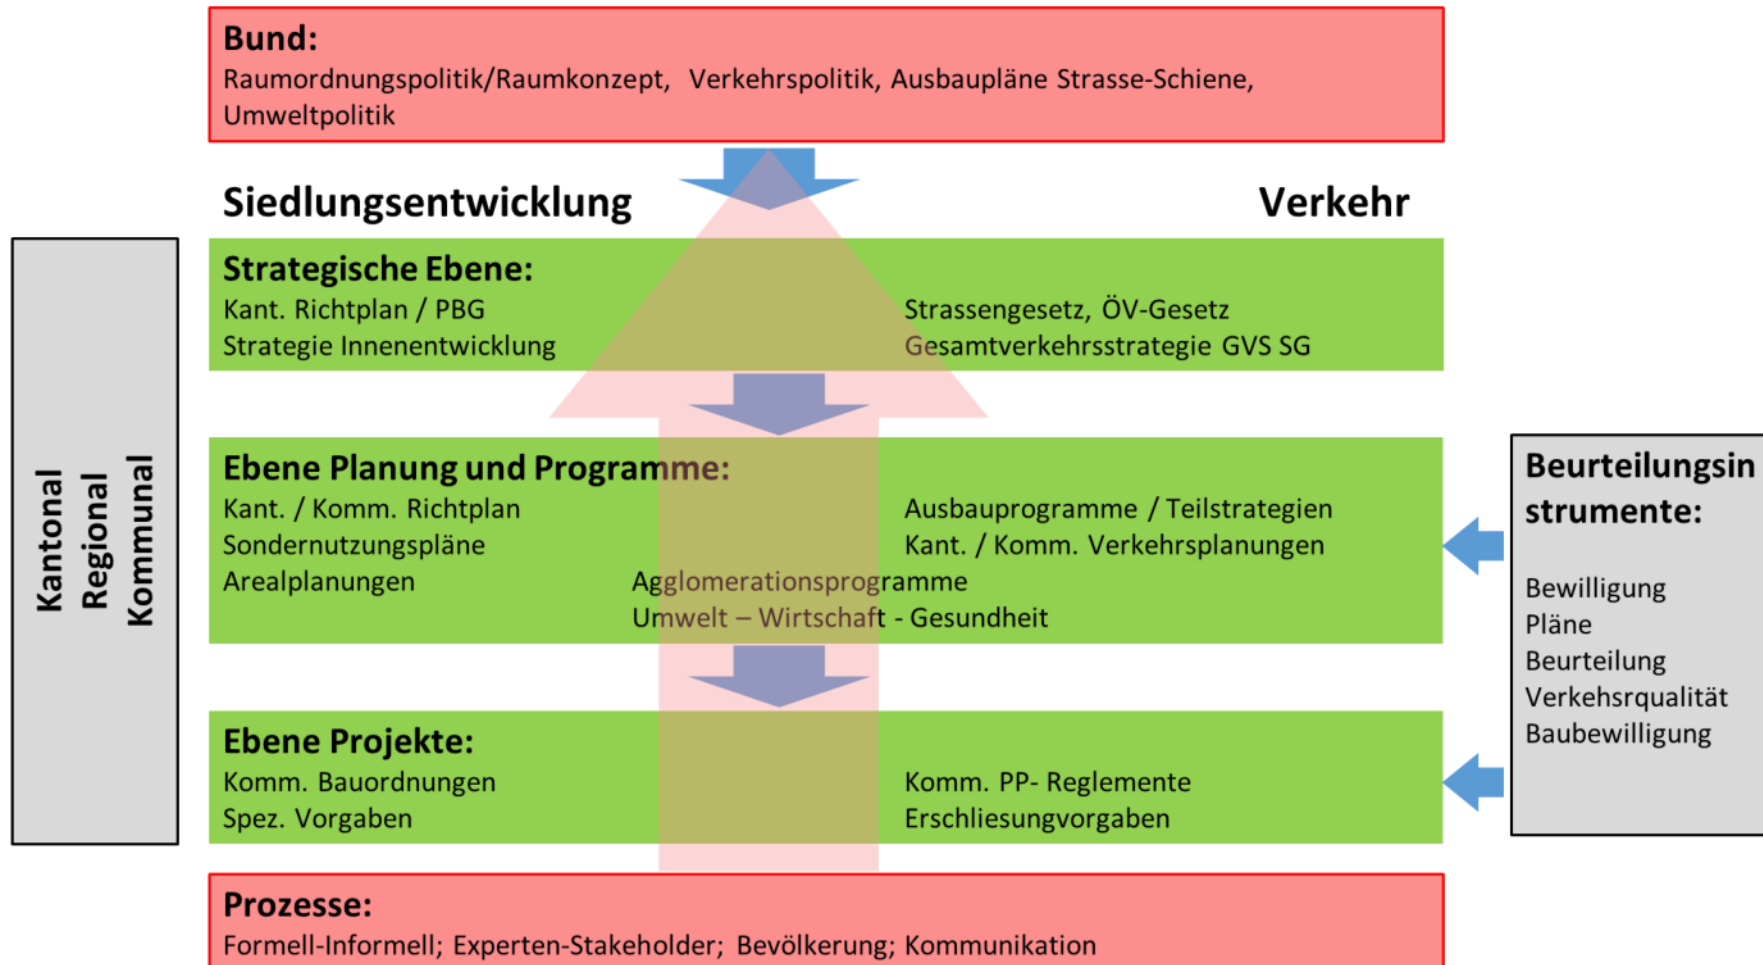 Bund:
Raumordnungspolitik/Raumkonzept, Verkehrspolitik, Ausbaupläne Strasse-Schiene,
Umweltpolitik
Siedlungsentwicklung
Verkehr
Kantonal
Regional
Kommunal
Strategische Ebene:
Kant. Richtplan / PBG
Strategie Innenentwicklung
Strassengesetz, ÖV-Gesetz
Gesamtverkehrsstrategie GVS SG
Ebene Planung und Programme:
Kant. / Komm. Richtplan
Sondernutzungspläne
Arealplanungen
Ausbauprogramme / Teilstrategien
Kant. / Komm. Verkehrsplanungen
Agglomerationsprogramme
Umwelt – Wirtschaft - Gesundheit
Beurteilungsin
strumente:
Bewilligung
Pläne
Beurteilung
Verkehsrqualität
Baubewilligung
Ebene Projekte:
Komm. Bauordnungen
Spez. Vorgaben
Komm. PP- Reglemente
Erschliesungvorgaben
Prozesse:
Formell-Informell; Experten-Stakeholder; Bevölkerung; Kommunikation